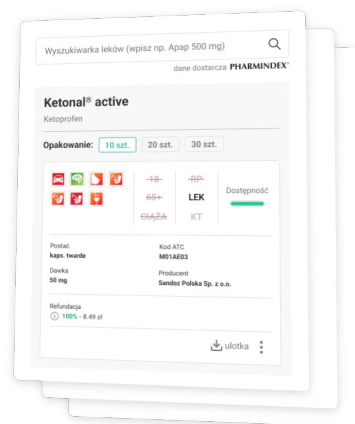 Wyszukiwarka leków (wpisz np. Apap 500 mg)
dane dostarcza PHARMINDEX
Ketonal® active
Ketoprofen
Opakowanie: 10 szt. 20 szt. 30 szt.
-18 RP
65+ LEK Dostępność
CIĄŻA KT
Postać Kod ATC
kaps. twarde M01AE03
Dawka Producent
50 mg Sandoz Polska Sp. z o.o.
Refundacja
100% - 8.49 zł
ulotka